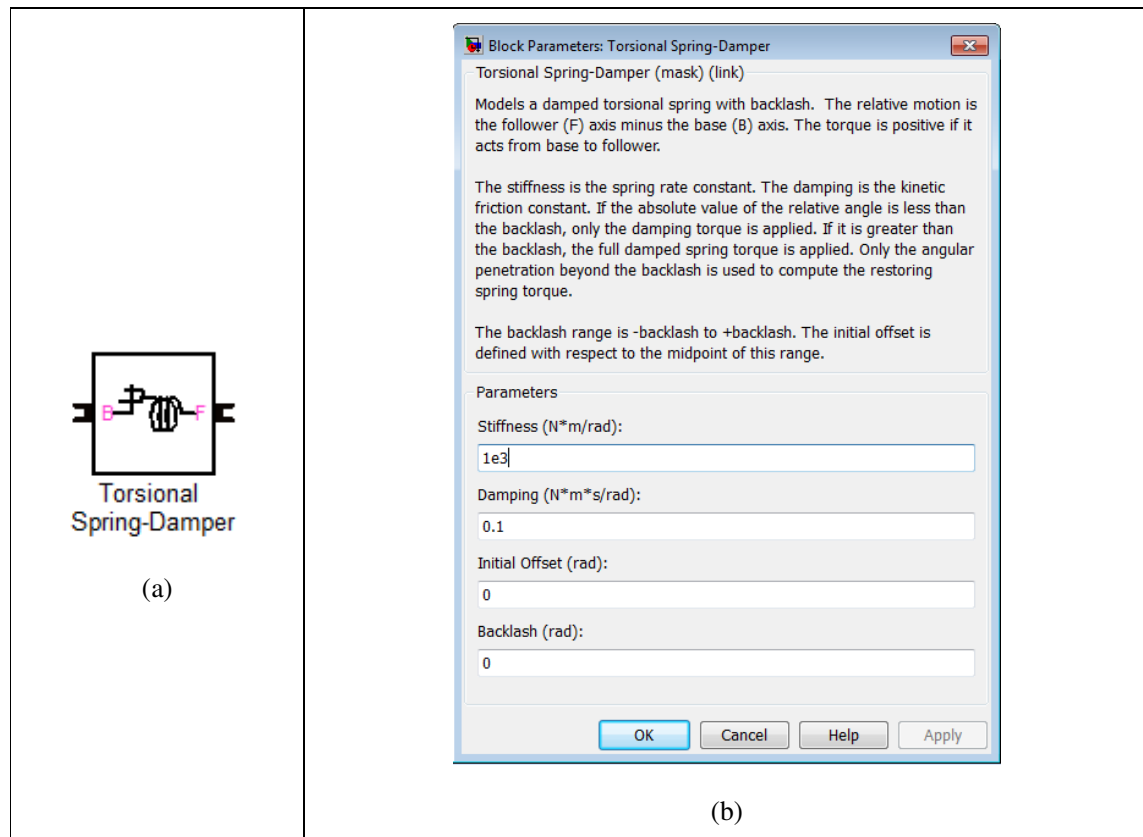 B
F
Torsional
Spring-Damper
(a)
Block Parameters: Torsional Spring-Damper
Torsional Spring-Damper (mask) (link)
Models a damped torsional spring with backlash. The relative motion is
the follower (F) axis minus the base (B) axis. The torque is positive if it
acts from base to follower.
The stiffness is the spring rate constant. The damping is the kinetic
friction constant. If the absolute value of the relative angle is less than
the backlash, only the damping torque is applied. If it is greater than
the backlash, the full damped spring torque is applied. Only the angular
penetration beyond the backlash is used to compute the restoring
spring torque.
The backlash range is -backlash to +backlash. The initial offset is
defined with respect to the midpoint of this range.
Parameters
Stiffness (N*m/rad):
1e3
Damping (N*m*s/rad):
0.1
Initial Offset (rad):
0
Backlash (rad):
0
OK Cancel Help Apply
(b)